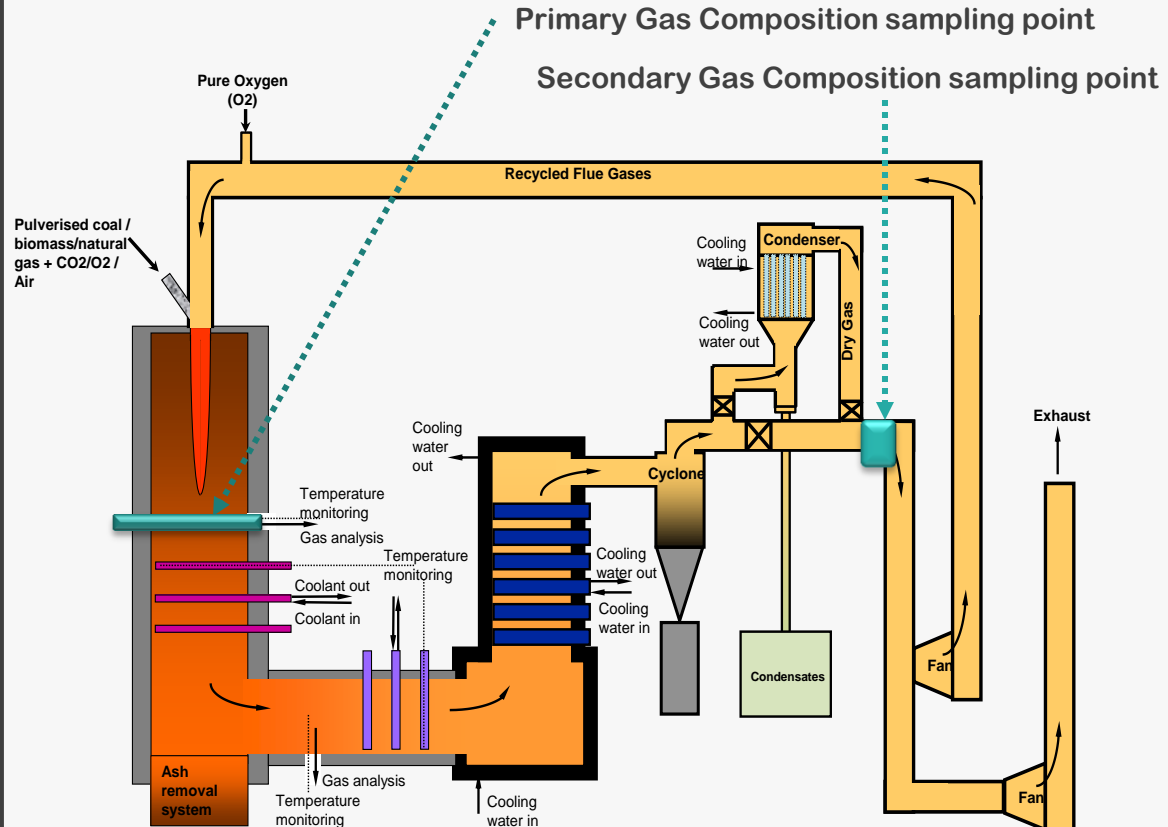 Primary Gas Composition sampling point
Secondary Gas Composition sampling point
Pure Oxygen
(O2)
Recycled Flue Gases
Pulverised coal /
biomass/natural
gas + CO2/O2 /
Air
Cooling
water in
Condenser
Cooling
water out
Dry Gas
Exhaust
Cooling
water
out
Cyclone
Temperature
monitoring
Gas analysis
Temperature
monitoring
Coolant out
Coolant in
Cooling
water out
Cooling
water in
Condensates
Fan
Ash
removal
system
Gas analysis
Temperature
monitoring
Cooling
water in
Fan